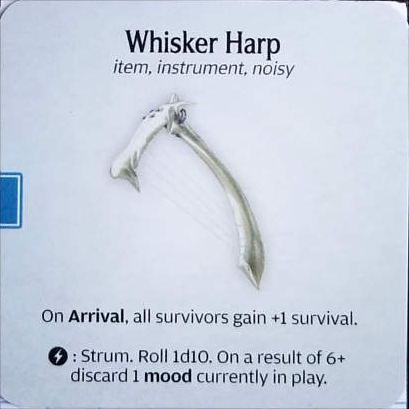 Whisker Harp
item, instrument, noisy
On Arrival, all survivors gain +1 survival.
: Strum. Roll 1d10. On a result of 6+
discard 1 mood currently in play.